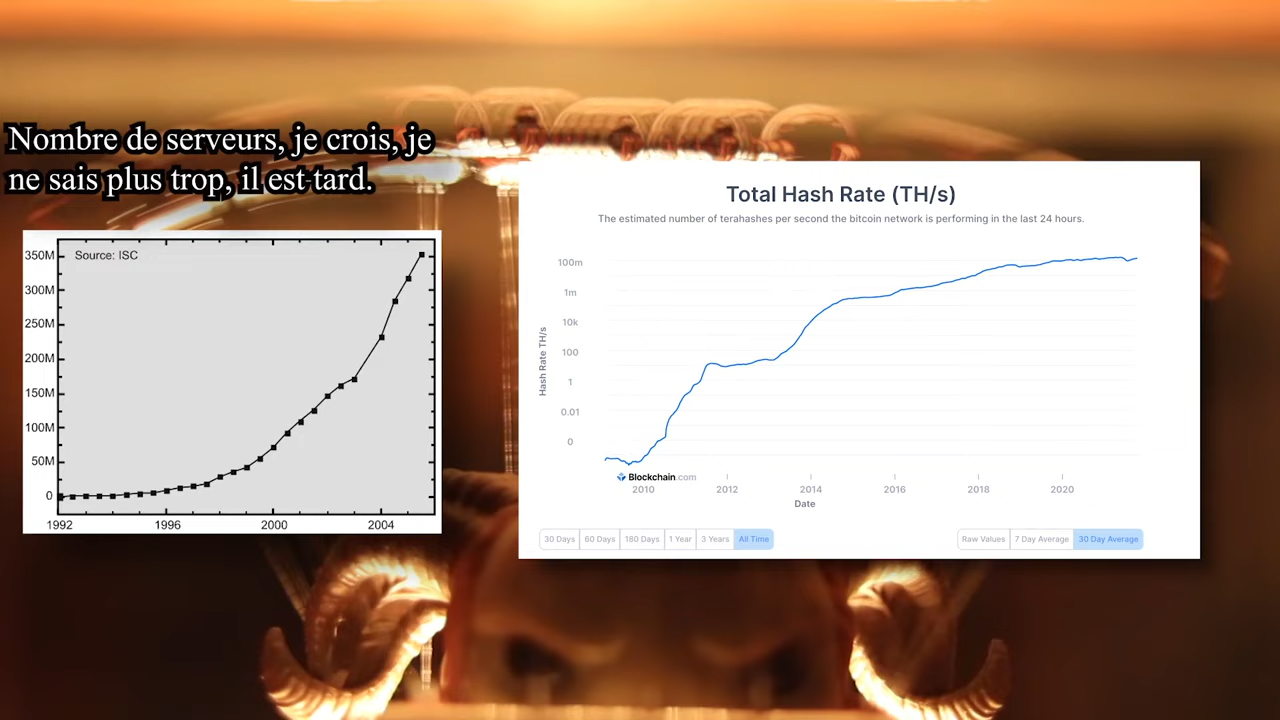 Nombre de serveurs, je crois, je
ne sais plus trop, il est tard.
Source: ISC
350M
300M
250M
200M
150M
100M
50M
0
1992 1996 2000 2004
Total Hash Rate (TH/s)
The estimated number of terahashes per second the bitcoin network is performing in the last 24 hours.
Hash Rate TH/s
100m
1m
10k
100
1
0.01
0
Blockchain.com
2010 2012 2014 2016 2018 2020
Date
30 Days 60 Days 180 Days 1 Year 3 Years All Time
Raw Values 7 Day Average 30 Day Average